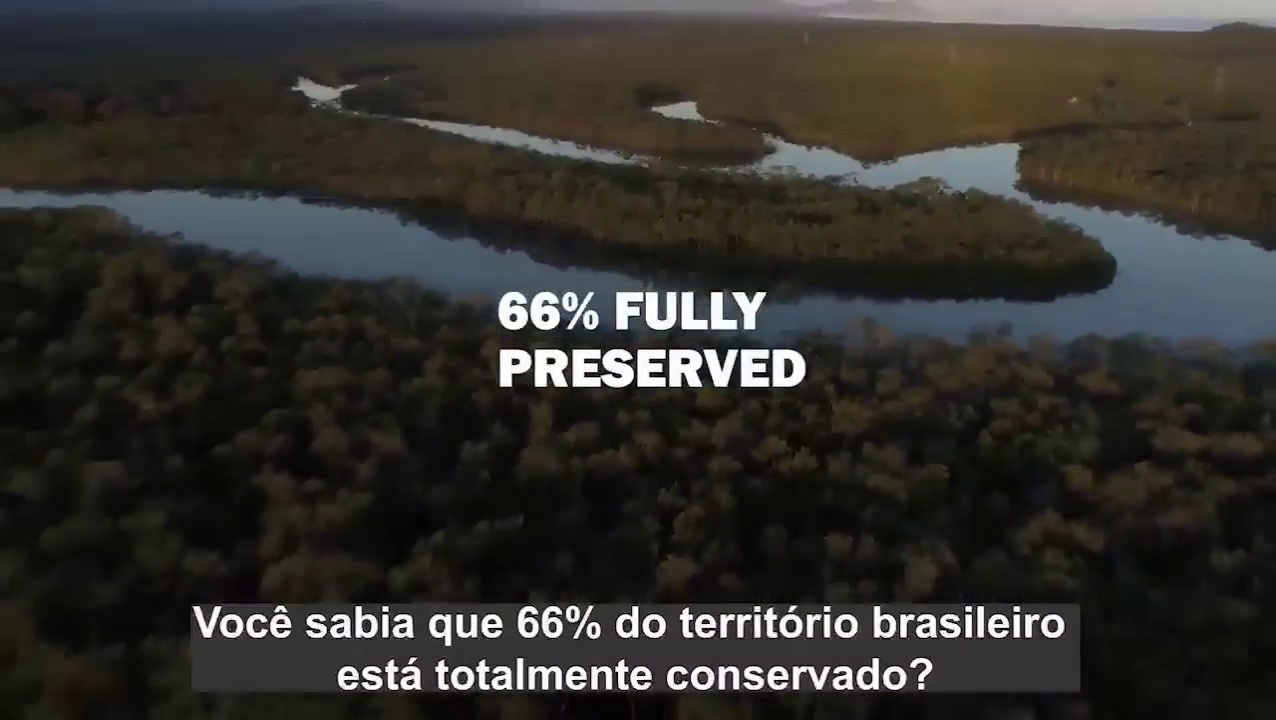 66% FULLY
PRESERVED
Você sabia que 66% do território brasileiro
está totalmente conservado?